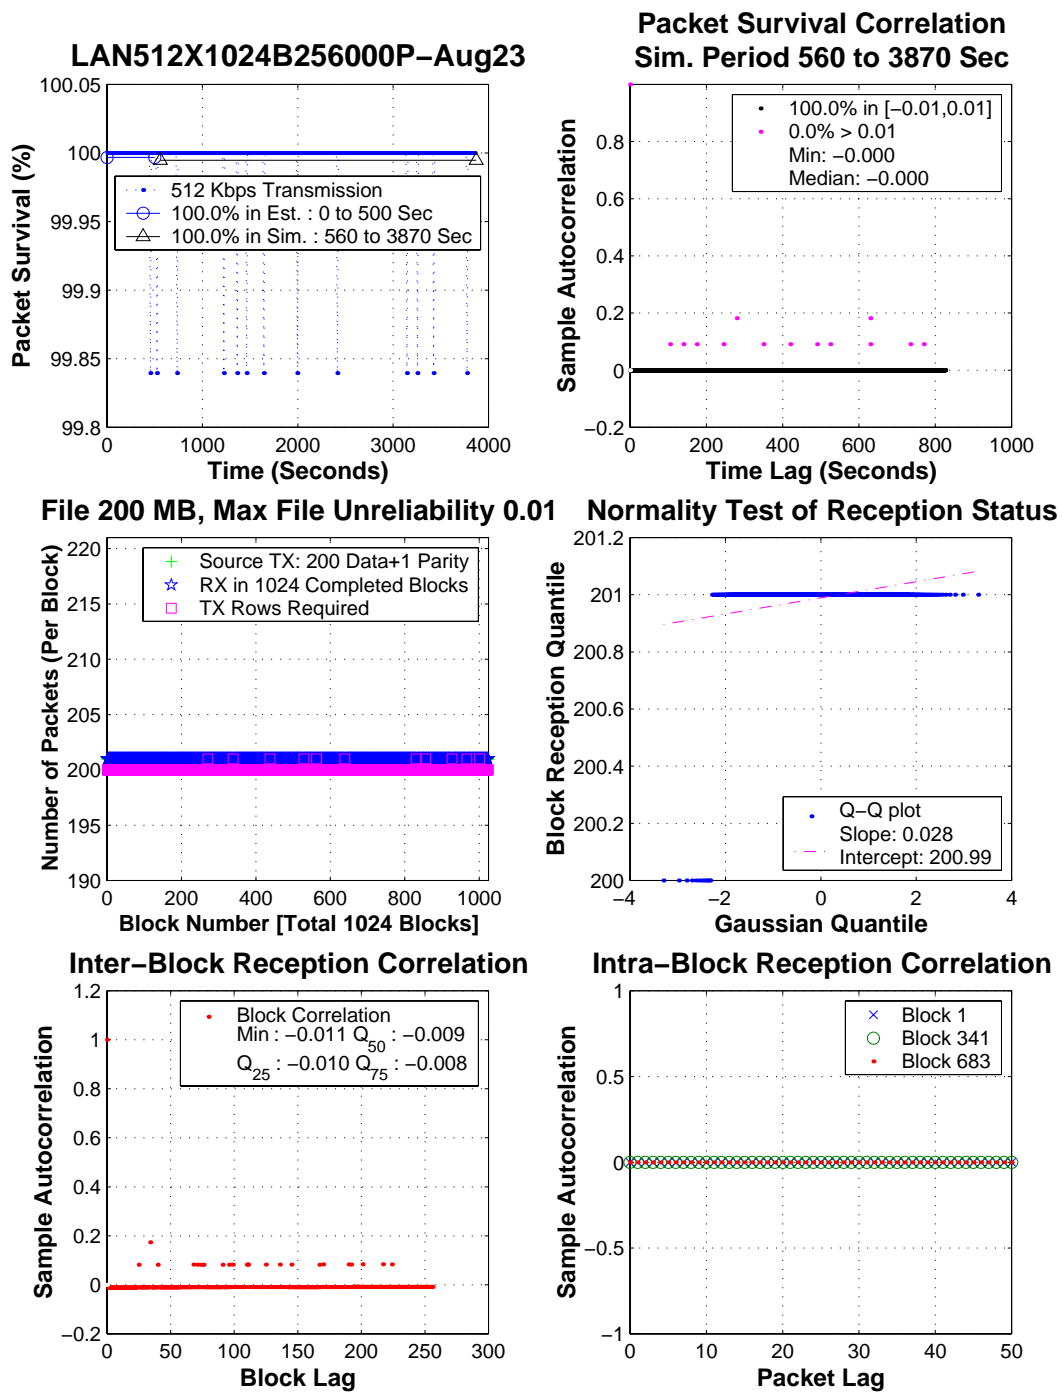 LAN512X1024B256000P−Aug23
100.05
100
99.95
99.9
99.85
99.8
0
1000
2000
3000
4000
Packet Survival (%)
Time (Seconds)
512 Kbps Transmission
100.0% in Est. : 0 to 500 Sec
100.0% in Sim. : 560 to 3870 Sec
Packet Survival Correlation
Sim. Period 560 to 3870 Sec
0.8
0.6
0.4
0.2
0
−0.2
0
200
400
600
800
1000
Sample Autocorrelation
Time Lag (Seconds)
100.0% in [−0.01,0.01]
0.0% > 0.01
Min: −0.000
Median: −0.000
File 200 MB, Max File Unreliability 0.01
220
215
210
205
200
195
190
0
200
400
600
800
1000
Number of Packets (Per Block)
Block Number [Total 1024 Blocks]
Source TX: 200 Data+1 Parity
RX in 1024 Completed Blocks
TX Rows Required
Normality Test of Reception Status
201.2
201
200.8
200.6
200.4
200.2
200
−4
−2
0
2
4
Block Reception Quantile
Gaussian Quantile
Q−Q plot
Slope: 0.028
Intercept: 200.99
Inter−Block Reception Correlation
1.2
1
0.8
0.6
0.4
0.2
0
−0.2
0
50
100
150
200
250
300
Sample Autocorrelation
Block Lag
Block Correlation
Min : −0.011 Q50 : −0.009
Q25 : −0.010 Q75 : −0.008
Intra−Block Reception Correlation
1
0.5
0
−0.5
−1
0
10
20
30
40
50
Sample Autocorrelation
Packet Lag
Block 1
Block 341
Block 683